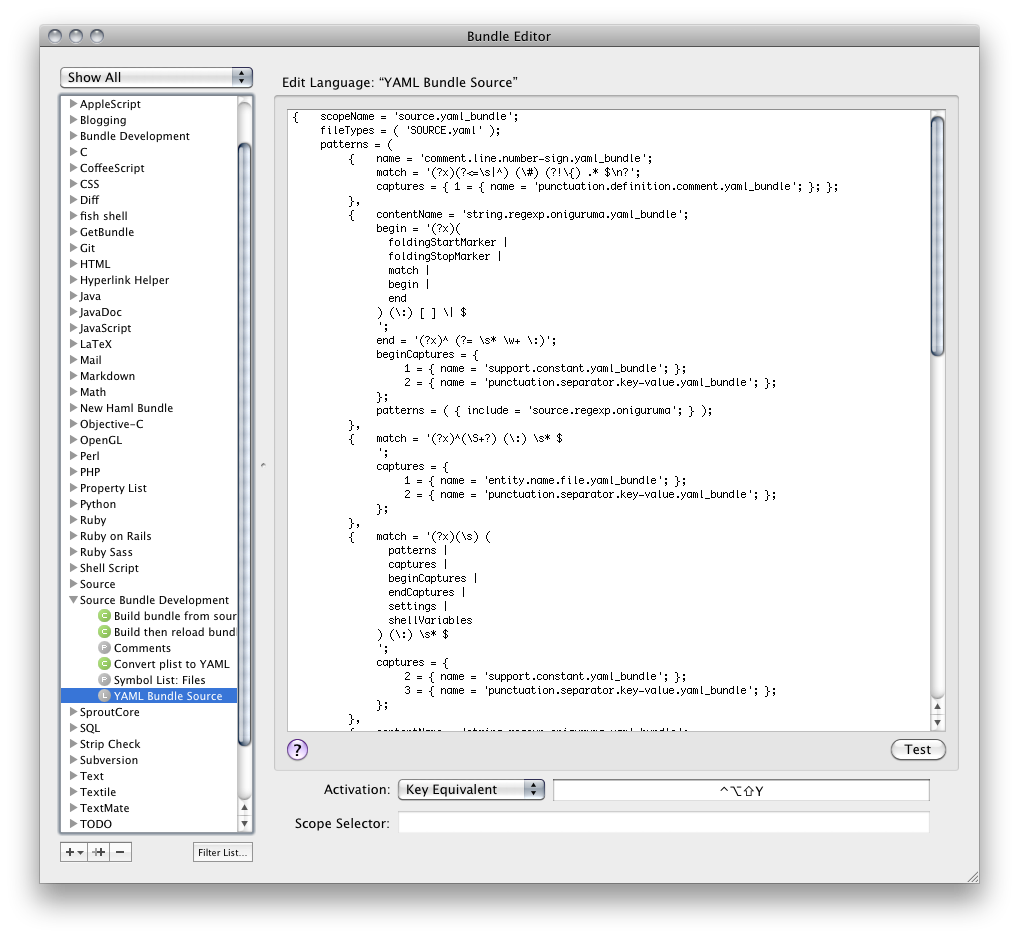 Bundle Editor
Show All
AppleScript
Blogging
Bundle Development
C
CoffeeScript
CSS
Diff
fish shell
GetBundle
Git
HTML
Hyperlink Helper
Java
JavaDoc
JavaScript
LaTeX
Mail
Markdown
Math
New Haml Bundle
Objective-C
OpenGL
Perl
PHP
Property List
Python
Ruby
Ruby on Rails
Ruby Sass
Shell Script
Source
Source Bundle Development
C Build bundle from sour
C Build then reload bundl
P Comments
C Convert plist to YAML
P Symbol List: Files
L YAML Bundle Source
SproutCore
SQL
Strip Check
Subversion
Text
Textile
TextMate
TODO
Filter List...
Edit Language: “YAML Bundle Source”
{ scopeName = 'source.yaml_bundle';
fileTypes = ( 'SOURCE.yaml' );
patterns = (
{ name = 'comment.line.number-sign.yaml_bundle';
match = '(?x)(?<=\s|^) (\#) (?!\{) .* $\n?';
captures = { 1 = { name = 'punctuation.definition.comment.yaml_bundle'; }; };
},
{ contentName = 'string.regexp.oniguruma.yaml_bundle';
begin = '(?x)(
foldingStartMarker |
foldingStopMarker |
match |
begin |
end
) (\:) [ ] \| $
';
end = '(?x)^ (?= \s* \w+ \:)';
beginCaptures = {
1 = { name = 'support.constant.yaml_bundle'; };
2 = { name = 'punctuation.separator.key-value.yaml_bundle'; };
};
patterns = ( { include = 'source.regexp.oniguruma'; } );
},
{ match = '(?x)^(\S+?) (\:) \s* $
';
captures = {
1 = { name = 'entity.name.file.yaml_bundle'; };
2 = { name = 'punctuation.separator.key-value.yaml_bundle'; };
};
},
{ match = '(?x)(\s) (
patterns |
captures |
beginCaptures |
endCaptures |
settings |
shellVariables
) (\:) \s* $
';
captures = {
2 = { name = 'support.constant.yaml_bundle'; };
3 = { name = 'punctuation.separator.key-value.yaml_bundle'; };
};
},
{ contentName = 'string.regexp.oniguruma.yaml_bundle';
?
Test
Activation: Key Equivalent ^⌥⇧Y
Scope Selector: